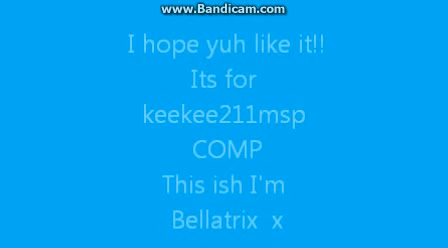 www.Bandicam.com
I hope yuh like it!!
Its for
keekee211msp
COMP
This ish I'm
Bellatrix x